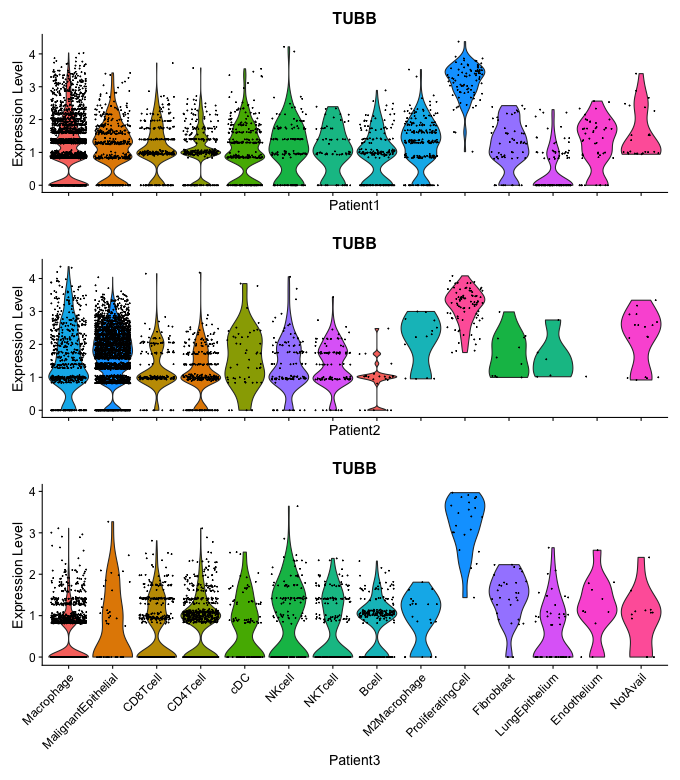 TUBB
Expression Level
4
3
2
1
0
Patient1
TUBB
Expression Level
4
3
2
1
0
Patient2
TUBB
Expression Level
4
3
2
1
0
Macrophage
MalignantEpithelial
CD8Tcell
CD4Tcell
cDC
NKcell
NKTcell
Bcell
M2Macrophage
ProliferatingCell
Fibroblast
LungEpithelium
Endothelium
NotAvail
Patient3